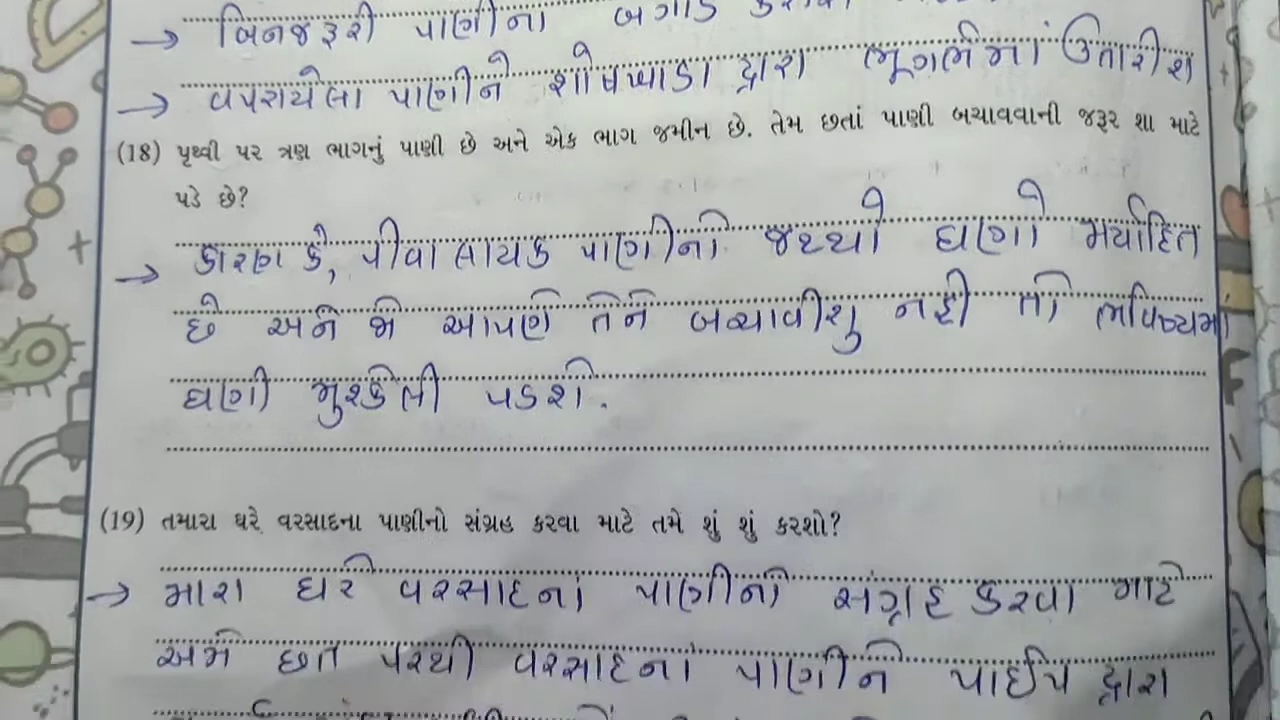 → બિનજરૂરી પાણીના બગાડ
→ વપરાયેલા પાણીને શોષખાડા દ્વારા ભૂગર્ભમાં ઉતારીશ
(18) પૃથ્વી પર ત્રણ ભાગનું પાણી છે અને એક ભાગ જમીન છે. તેમ છતાં પાણી બચાવવાની જરૂર શા માટે
પડે છે?
→ કારણ કે, પીવાલાયક પાણીનો જથ્થો ઘણો મર્યાદિત
છે અને જો આપણે તેને બચાવીશુ નહી તો ભવિષ્યમાં
ઘણી મુશ્કેલી પડશે.
(19) તમારા ઘરે વરસાદના પાણીનો સંગ્રહ કરવા માટે તમે શું શું કરશો?
→ મારા ઘરે વરસાદનાં પાણીનો સંગ્રહ કરવા માટે
અમે છત પરથી વરસાદનાં પાણીને પાઈપ દ્વારા